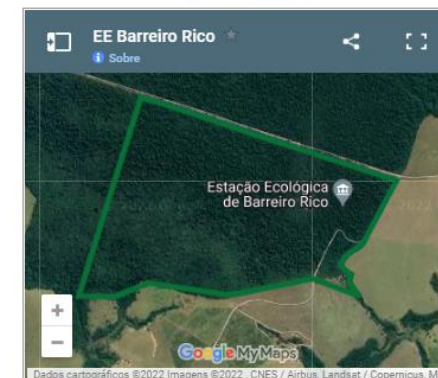 EE Barreiro Rico
Sobre
Estação Ecológica
de Barreiro Rico
2022
+
−
Google My Maps
Dados cartográficos ©2022 Imagens ©2022 , CNES / Airbus, Landsat / Copernicus, M